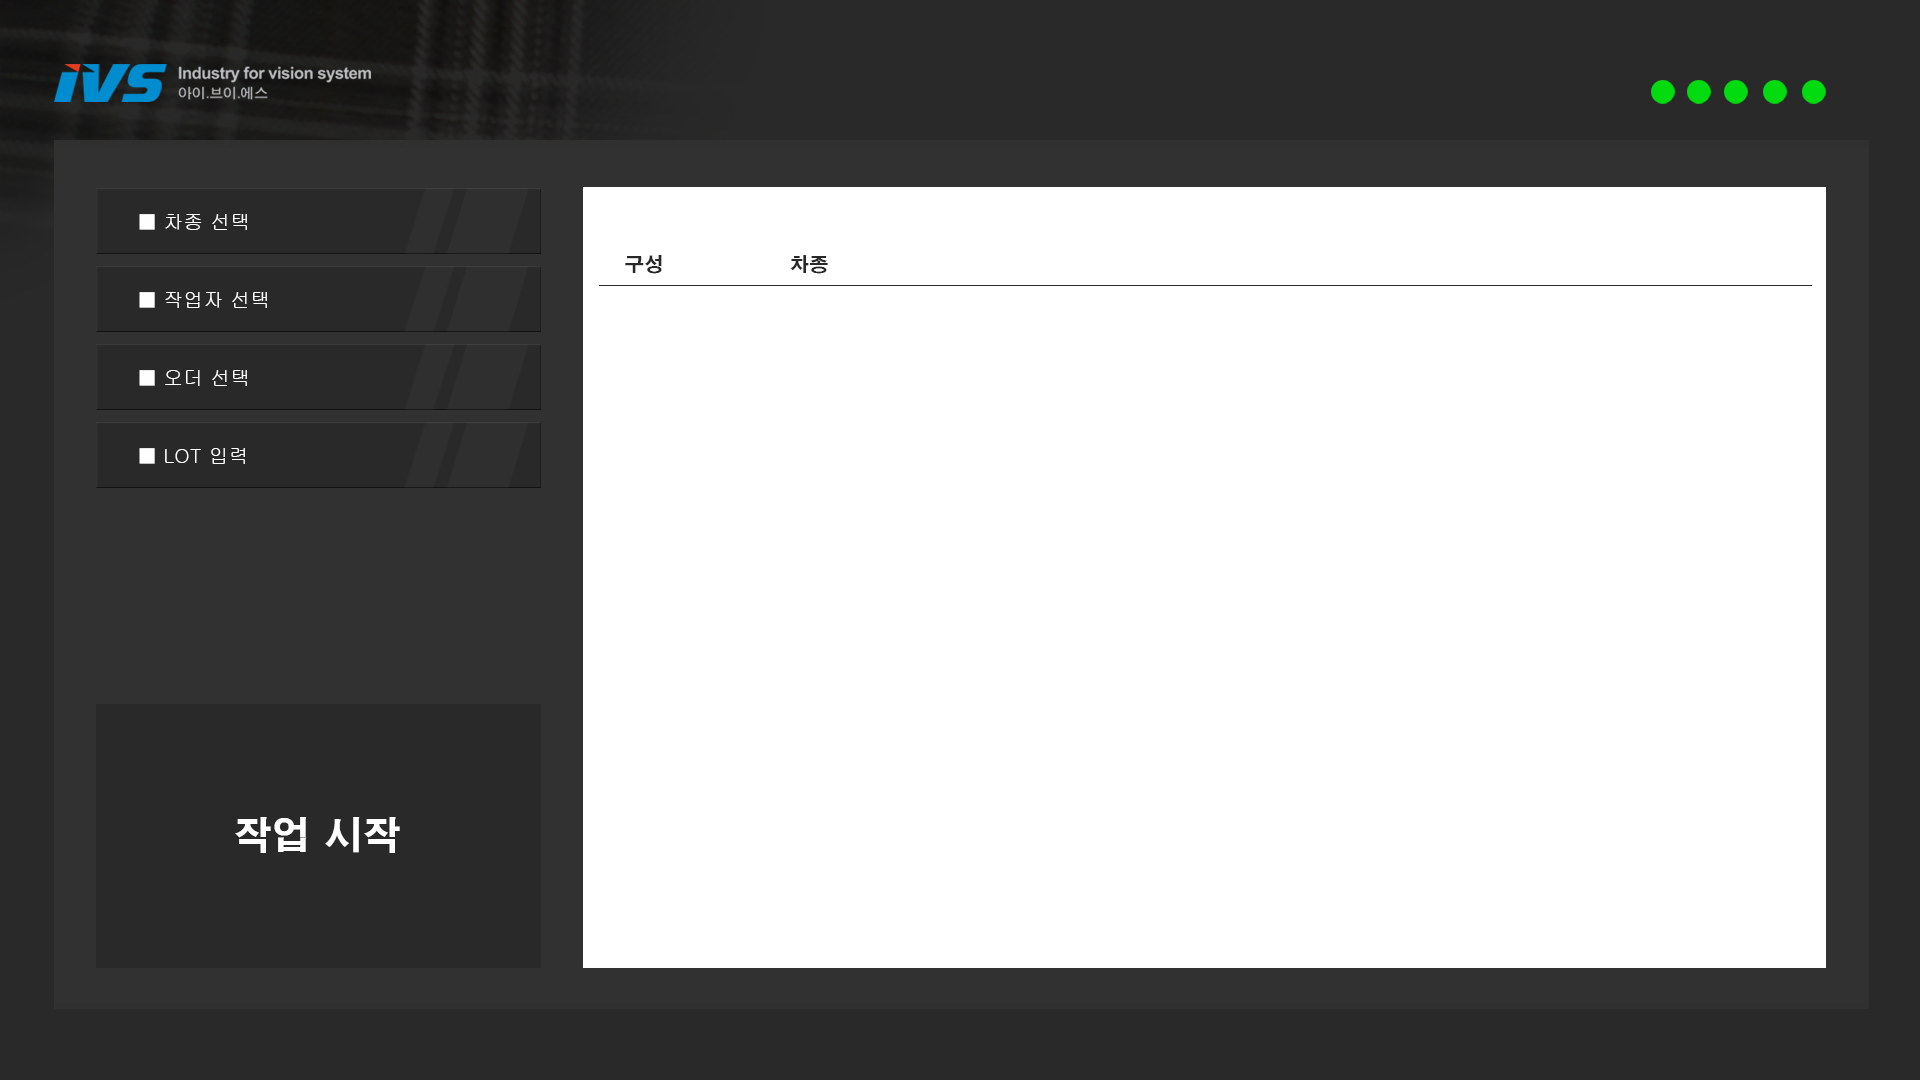 iVS Industry for vision system
아이.브이.에스
■ 차종 선택
■ 작업자 선택
■ 오더 선택
■ LOT 입력
작업 시작
구성 차종